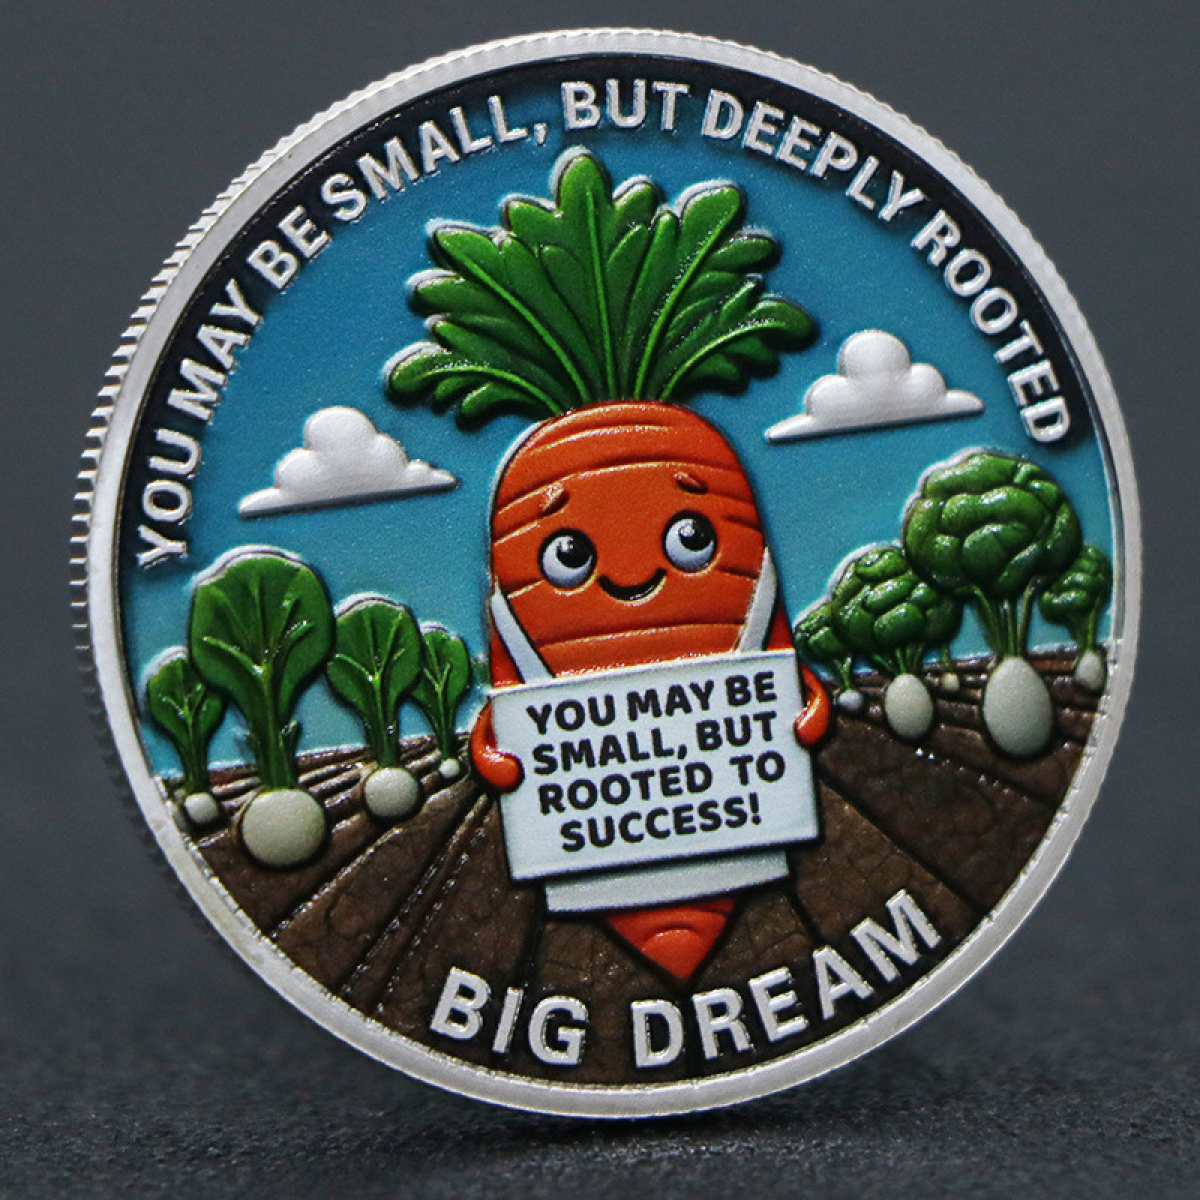 YOU MAY BE SMALL, BUT DEEPLY ROOTED
YOU MAY BE
SMALL, BUT
ROOTED TO
SUCCESS!
BIG DREAM